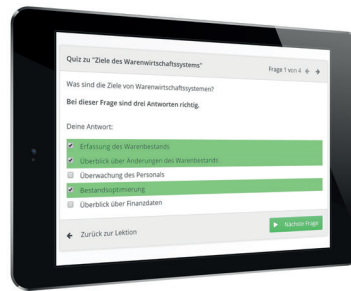 Quiz zu "Ziele des Warenwirtschaftssystems"
Frage 1 von 4
Was sind die Ziele von Warenwirtschaftssystemen?
Bei dieser Frage sind drei Antworten richtig.
Deine Antwort:
Erfassung des Warenbestands
Überblick über Änderungen des Warenbestands
Überwachung des Personals
Bestandsoptimierung
Überblick über Finanzdaten
Zurück zur Lektion
Nächste Frage